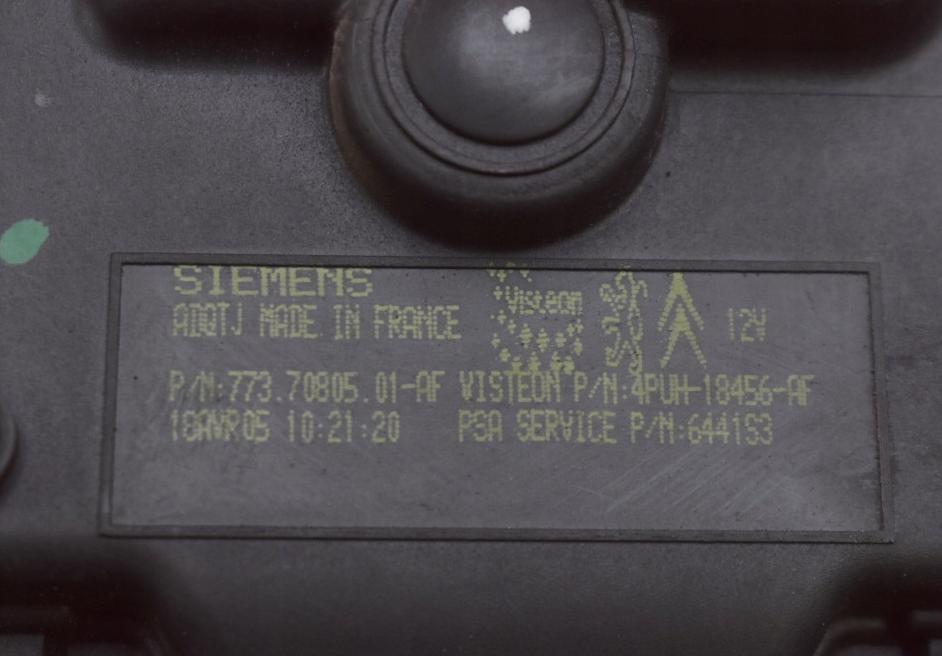 SIEMENS
Visteon
ADQTJ MADE IN FRANCE
12V
P/N:773.70805.01-AF VISTEON P/N:4PUH-18456-AF
18AVR05 10:21:20 PSA SERVICE P/N:6441S3